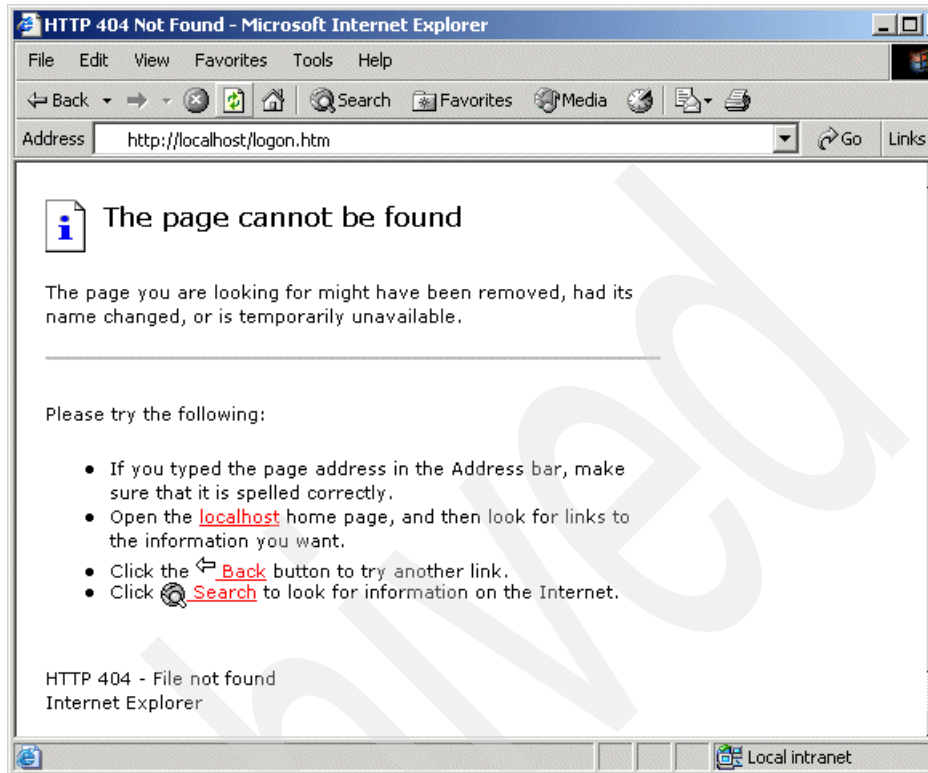 HTTP 404 Not Found - Microsoft Internet Explorer
File Edit View Favorites Tools Help
Back Search Favorites Media
Address http://localhost/logon.htm Go Links
The page cannot be found
The page you are looking for might have been removed, had its
name changed, or is temporarily unavailable.
Please try the following:
If you typed the page address in the Address bar, make
sure that it is spelled correctly.
Open the localhost home page, and then look for links to
the information you want.
Click the Back button to try another link.
Click Search to look for information on the Internet.
HTTP 404 - File not found
Internet Explorer
Local intranet
hived